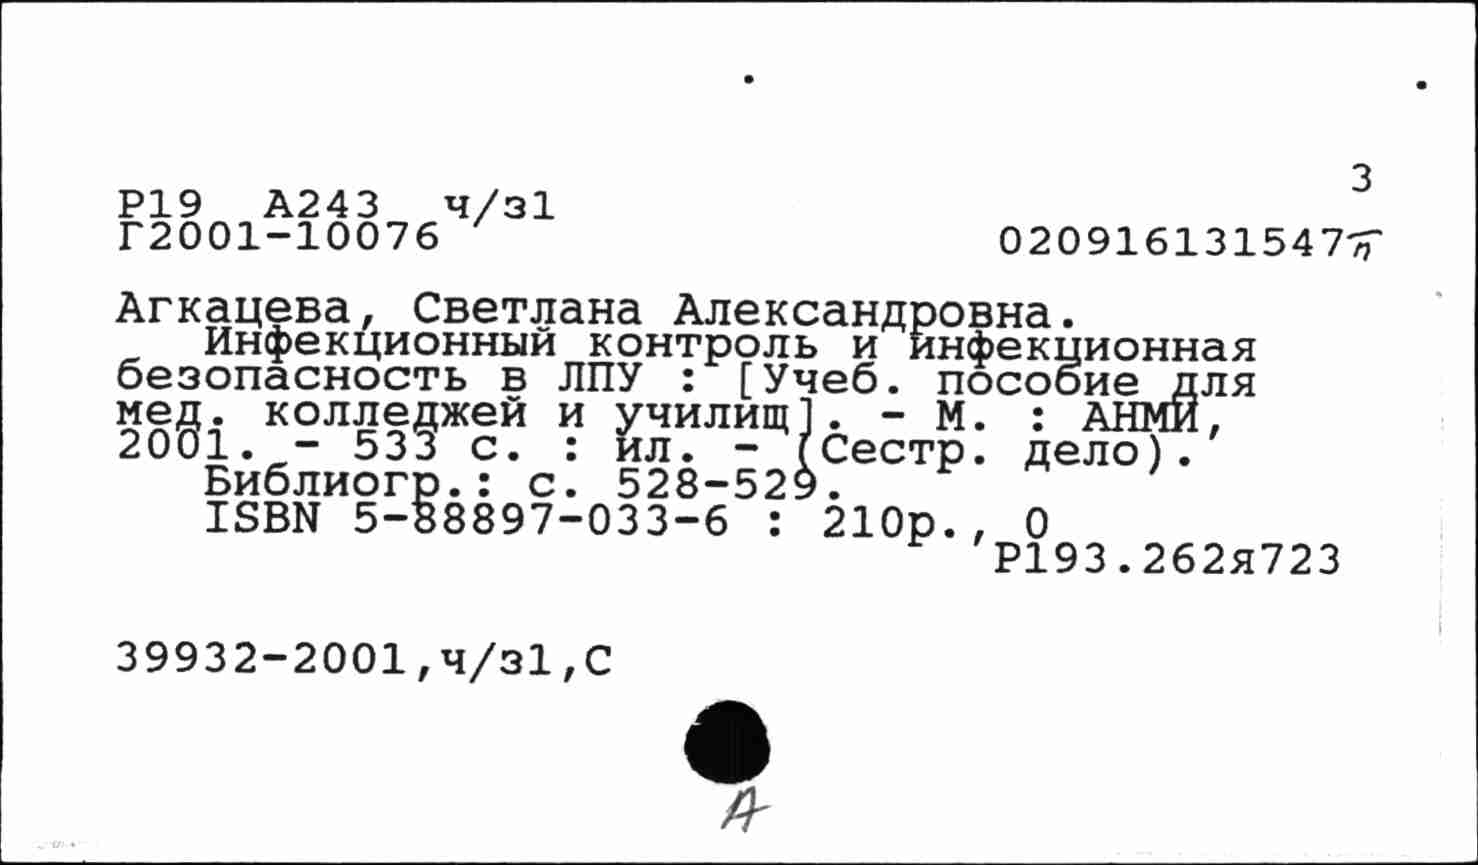 3
Р19 А243 ч/з1
Г2001-10076
020916131547п
Агкацева, Светлана Александровна.
Инфекционный контроль и инфекционная
безопасность в ЛПУ : [Учеб. пособие для
мед. колледжей и училищ]. - М. : АНМИ,
2001. - 533 с. : ил. - (Сестр. дело).
Библиогр.: с. 528-529.
ISBN 5-88897-033-6 : 210р., 0
Р193.262я723
39932-2001,ч/з1,С
А